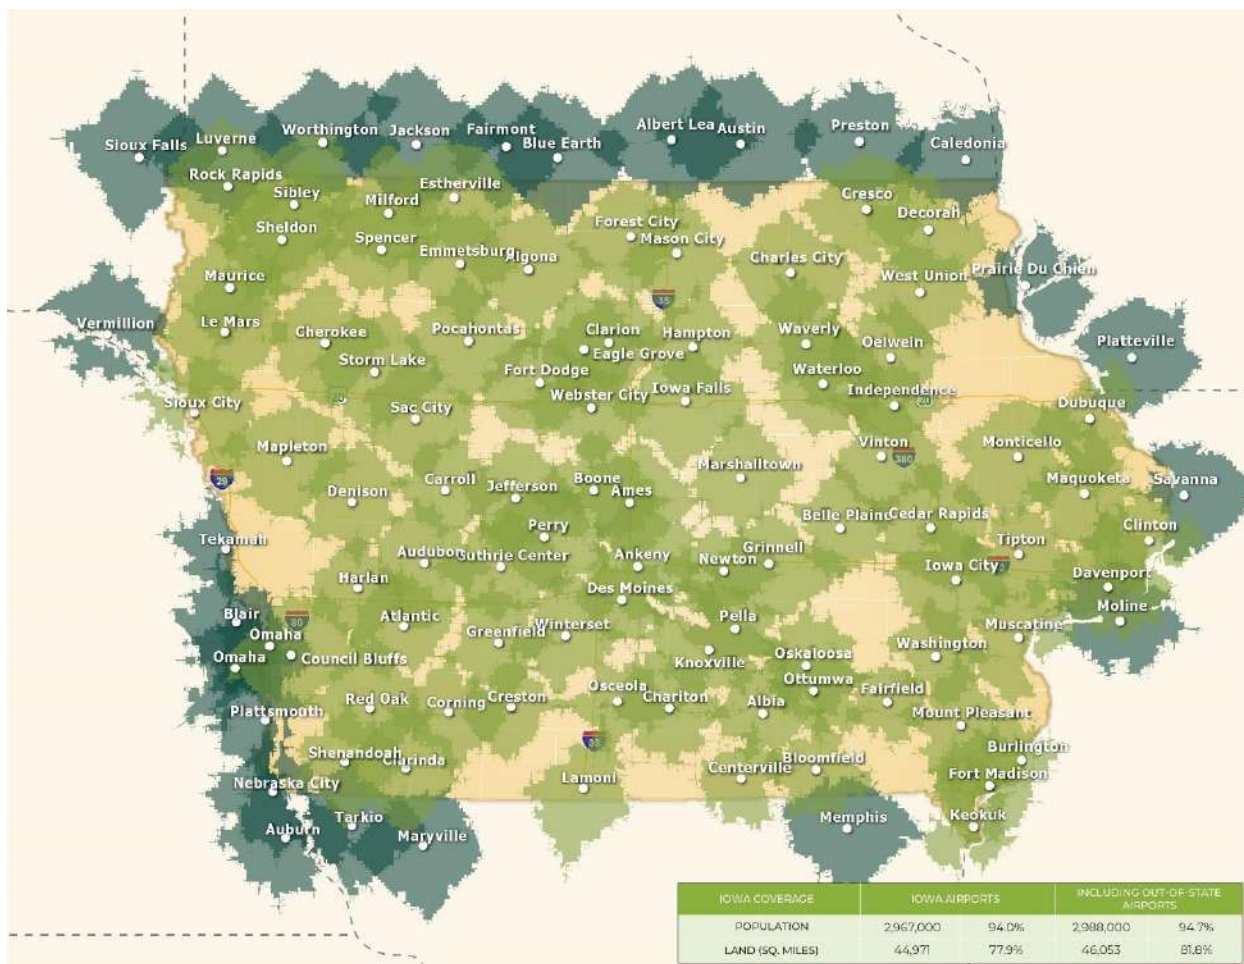 Albert Lea
Austin
Preston
Worthington
Jackson
Fairmont
Luverne
Sioux Falls
Blue Earth
Caledonia
Rock Rapids
Sibley
Estherville
Milford
Cresco
Decorah
Sheldon
Spencer
Forest City
Mason City
Emmetsburg
Algona
Charles City
Maurice
West Union
Prairie Du Chien
35
Vermillion
Le Mars
Cherokee
Pocahontas
Clarion
Hampton
Waverly
Oelwein
Platteville
Storm Lake
Eagle Grove
Fort Dodge
Waterloo
Webster City
Iowa Falls
Independence
20
Sioux City
Sac City
Dubuque
Mapleton
Vinton
380
Monticello
Marshalltown
29
Denison
Carroll
Jefferson
Boone
Ames
Maquoketa
Savanna
Perry
Belle Plaine
Cedar Rapids
Clinton
Tekamah
Audubon
Guthrie Center
Ankeny
Newton
Grinnell
Tipton
Iowa City
Harlan
Des Moines
Davenport
Blair
80
Atlantic
Moline
Omaha
Greenfield
Winterset
Pella
Muscatine
Omaha
Council Bluffs
Knoxville
Oskaloosa
Washington
Red Oak
Corning
Creston
Osceola
Chariton
Ottumwa
Albia
Fairfield
Plattsmouth
Mount Pleasant
35
Shenandoah
Clarinda
Burlington
Nebraska City
Lamoni
Centerville
Bloomfield
Fort Madison
Auburn
Tarkio
Maryville
Memphis
Keokuk
IOWA COVERAGE IOWA AIRPORTS INCLUDING OUT-OF-STATE
AIRPORTS
POPULATION 2,967,000 94.0% 2,988,000 94.7%
LAND (SQ. MILES) 44,971 77.9% 46,053 81.8%